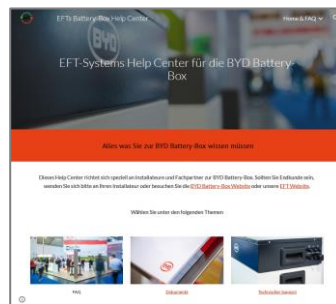 EFTs Battery-Box Help Center
Home & FAQ
BYD
EFT-Systems Help Center für die BYD Battery-
Box
Alles was Sie zur BYD Battery-Box wissen müssen
Dieses Help Center richtet sich speziell an Installateure und Fachpartner zur BYD Battery-Box. Sollten Sie Endkunde sein,
wenden Sie sich bitte an Ihren Installateur oder besuchen Sie die BYD Battery-Box Website oder unsere EFT Website.
Wählen Sie unter den folgenden Themen:
FAQ
Technischer Support